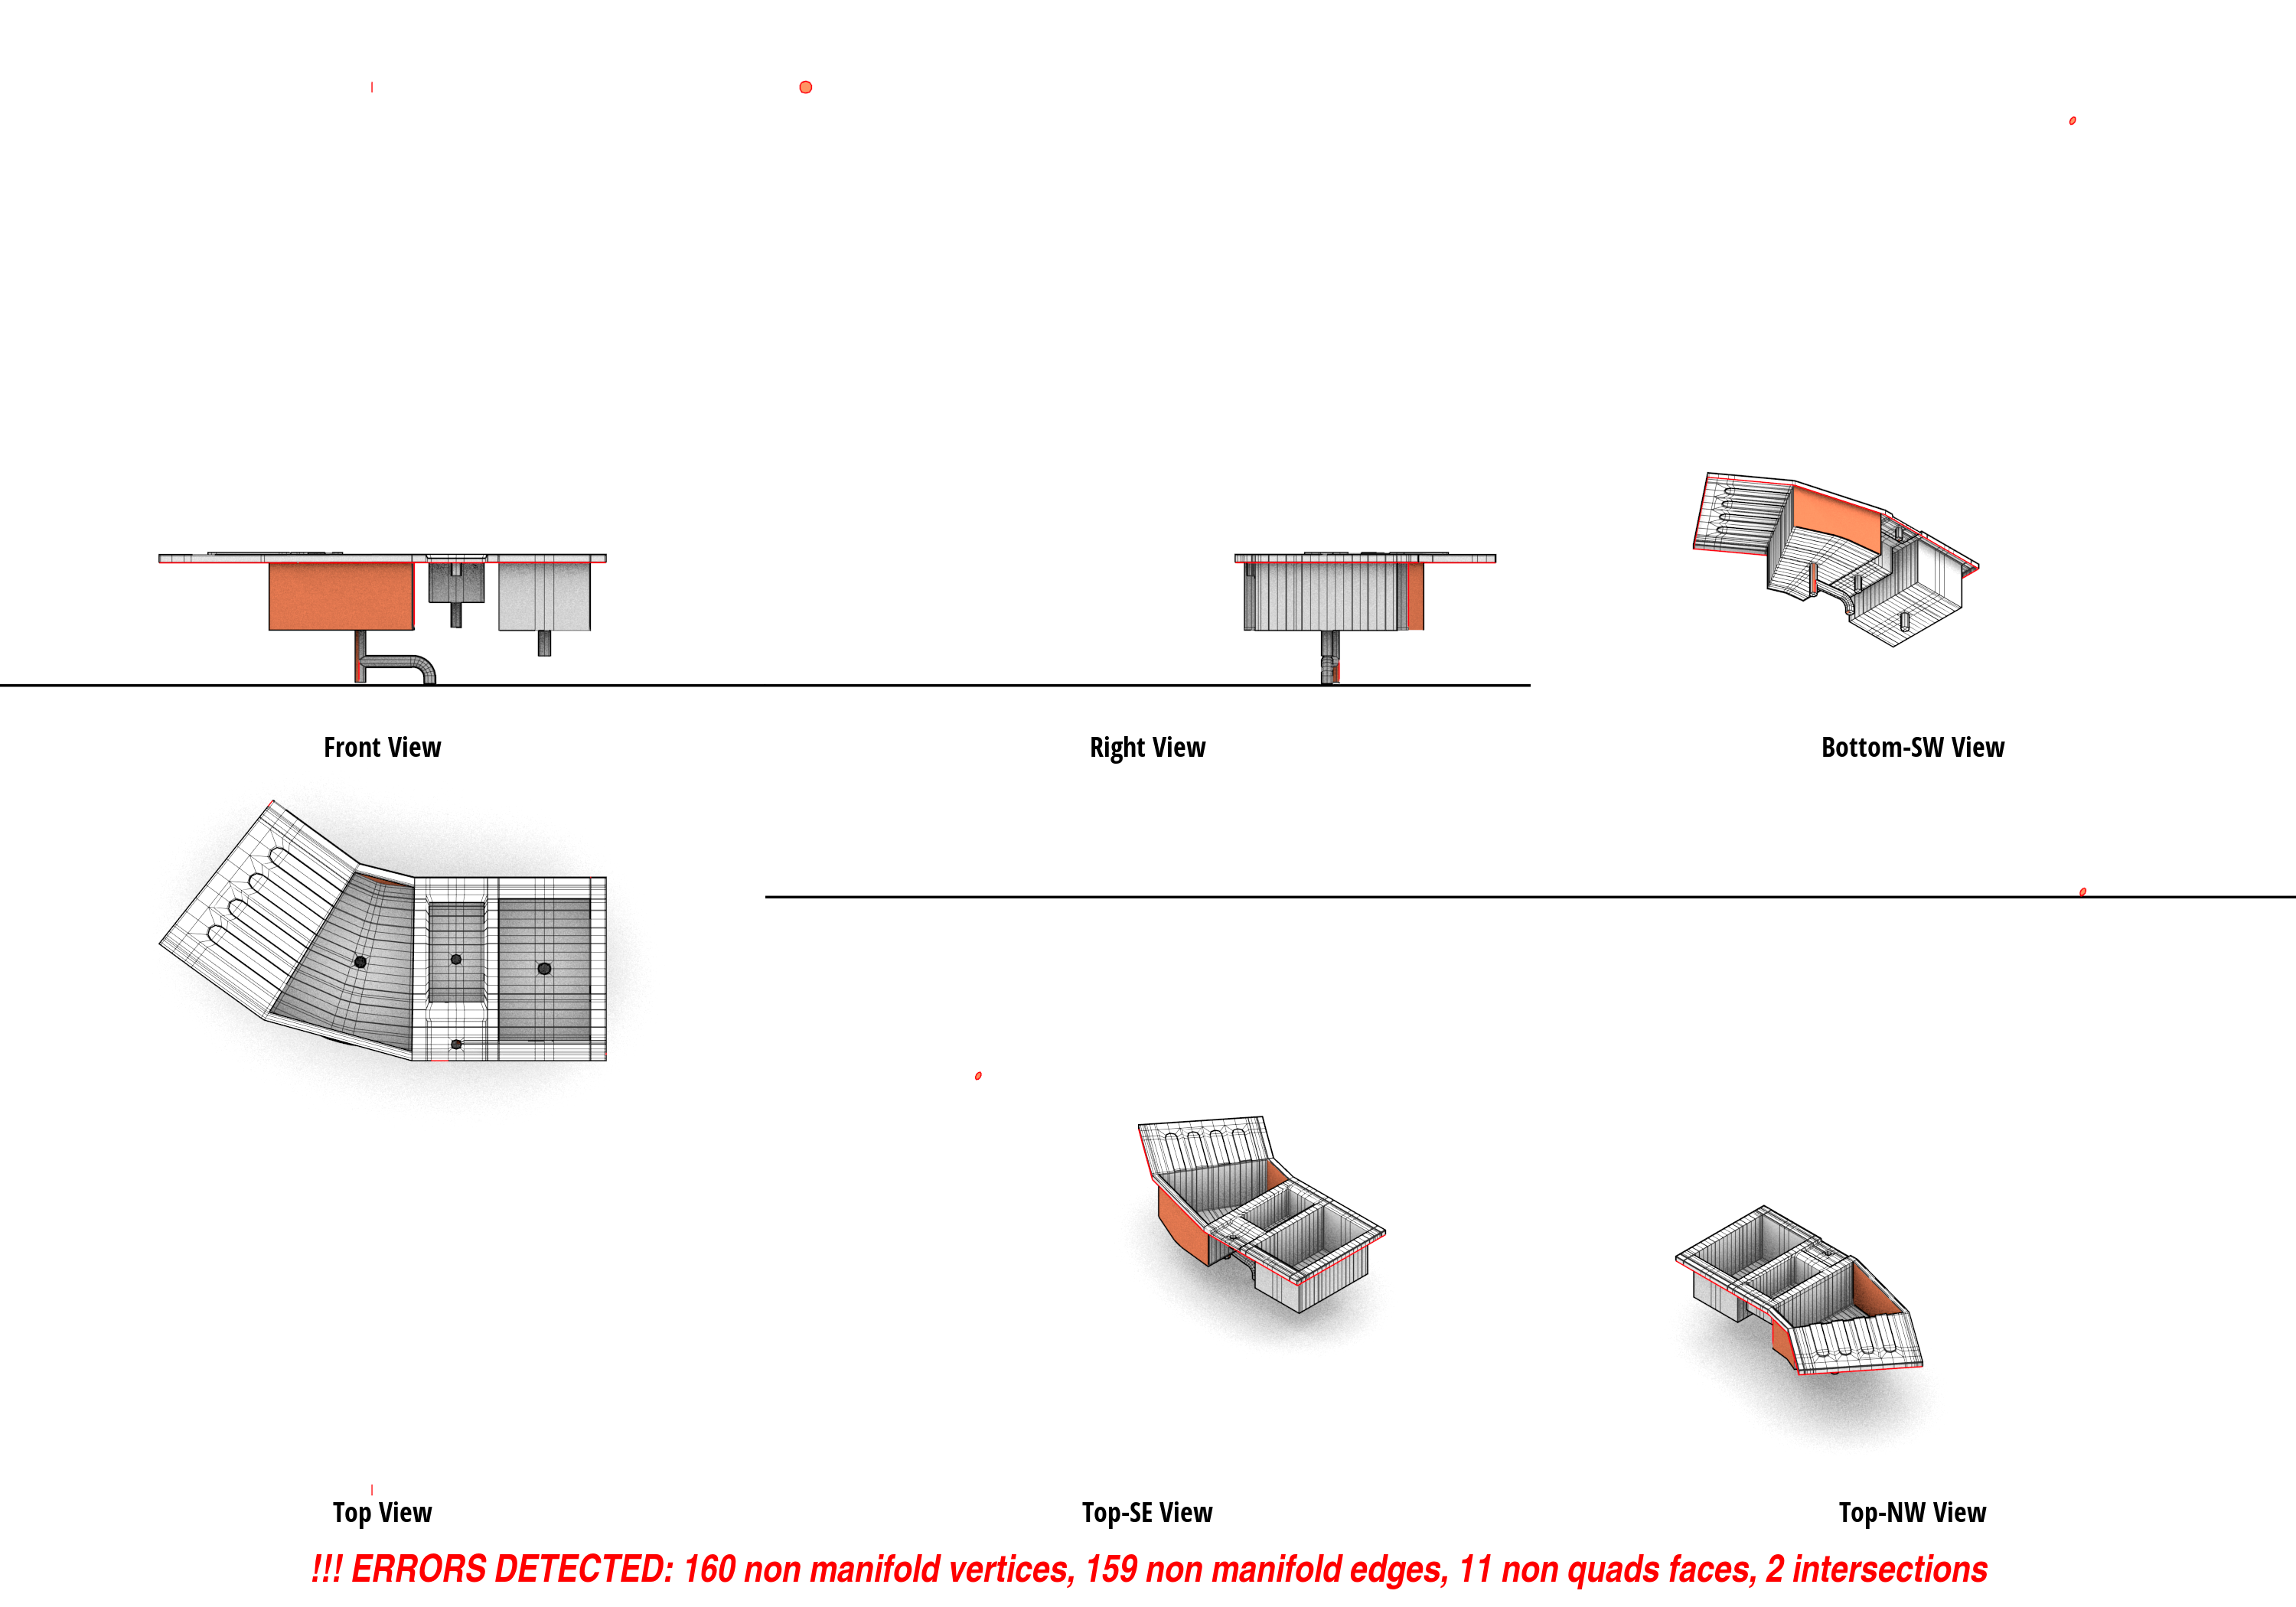 Front View
Right View
Bottom-SW View
Top View
Top-SE View
Top-NW View
!!! ERRORS DETECTED: 160 non manifold vertices, 159 non manifold edges, 11 non quads faces, 2 intersections